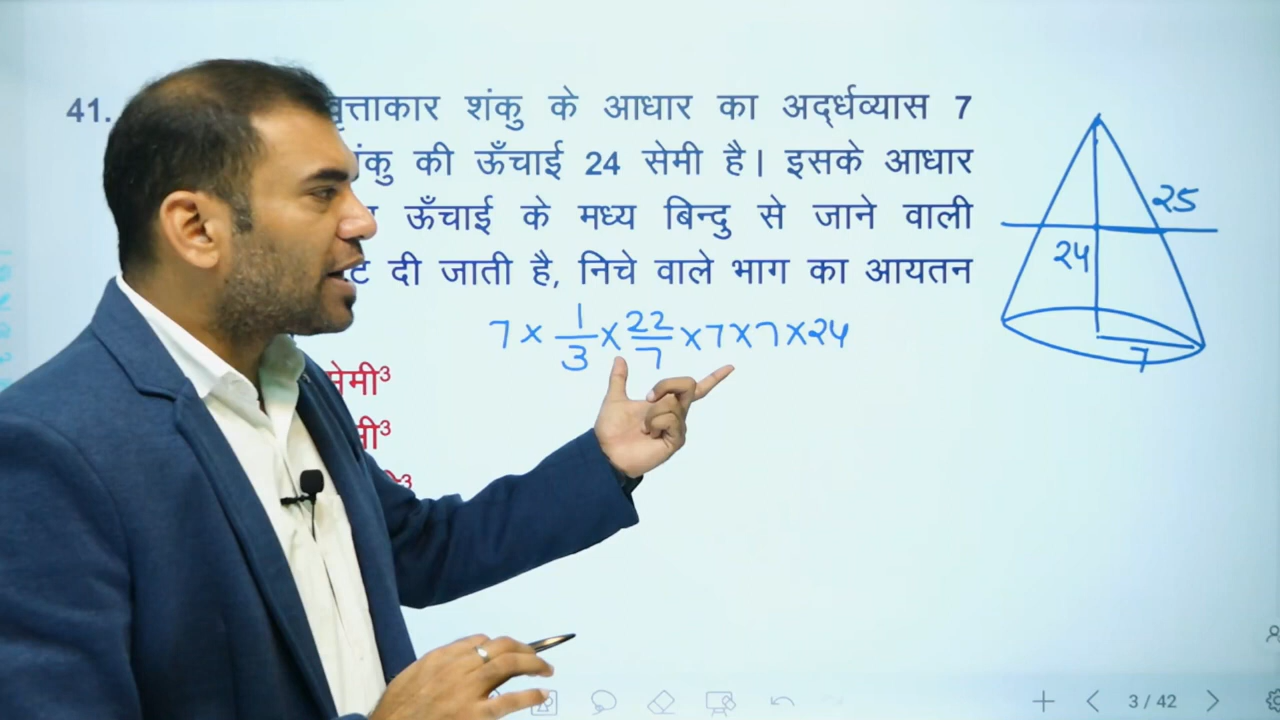 41. वृत्ताकार शंकु के आधार का अर्द्धव्यास 7
की ऊँचाई 24 सेमी है। इसके आधार
ऊँचाई के मध्य बिन्दु से जाने वाली
दी जाती है, निचे वाले भाग का आयतन
7 × 1/3 × 22/7 × 7 × 7 × 24
सेमी³
25
24
7
3 / 42